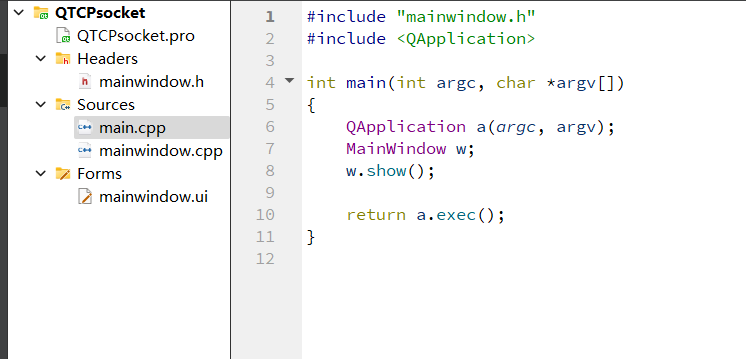 QTCPsocket
QTCPsocket.pro
Headers
mainwindow.h
Sources
main.cpp
mainwindow.cpp
Forms
mainwindow.ui
1 #include "mainwindow.h"
2 #include <QApplication>
3
4 int main(int argc, char *argv[])
5 {
6     QApplication a(argc, argv);
7     MainWindow w;
8     w.show();
9
10     return a.exec();
11 }
12